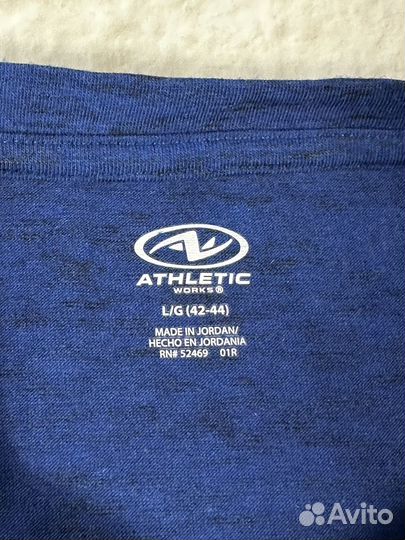 ATHLETIC
WORKS®
L/G (42-44)
MADE IN JORDAN/
HECHO EN JORDANIA
RN# 52469 01R
Avito